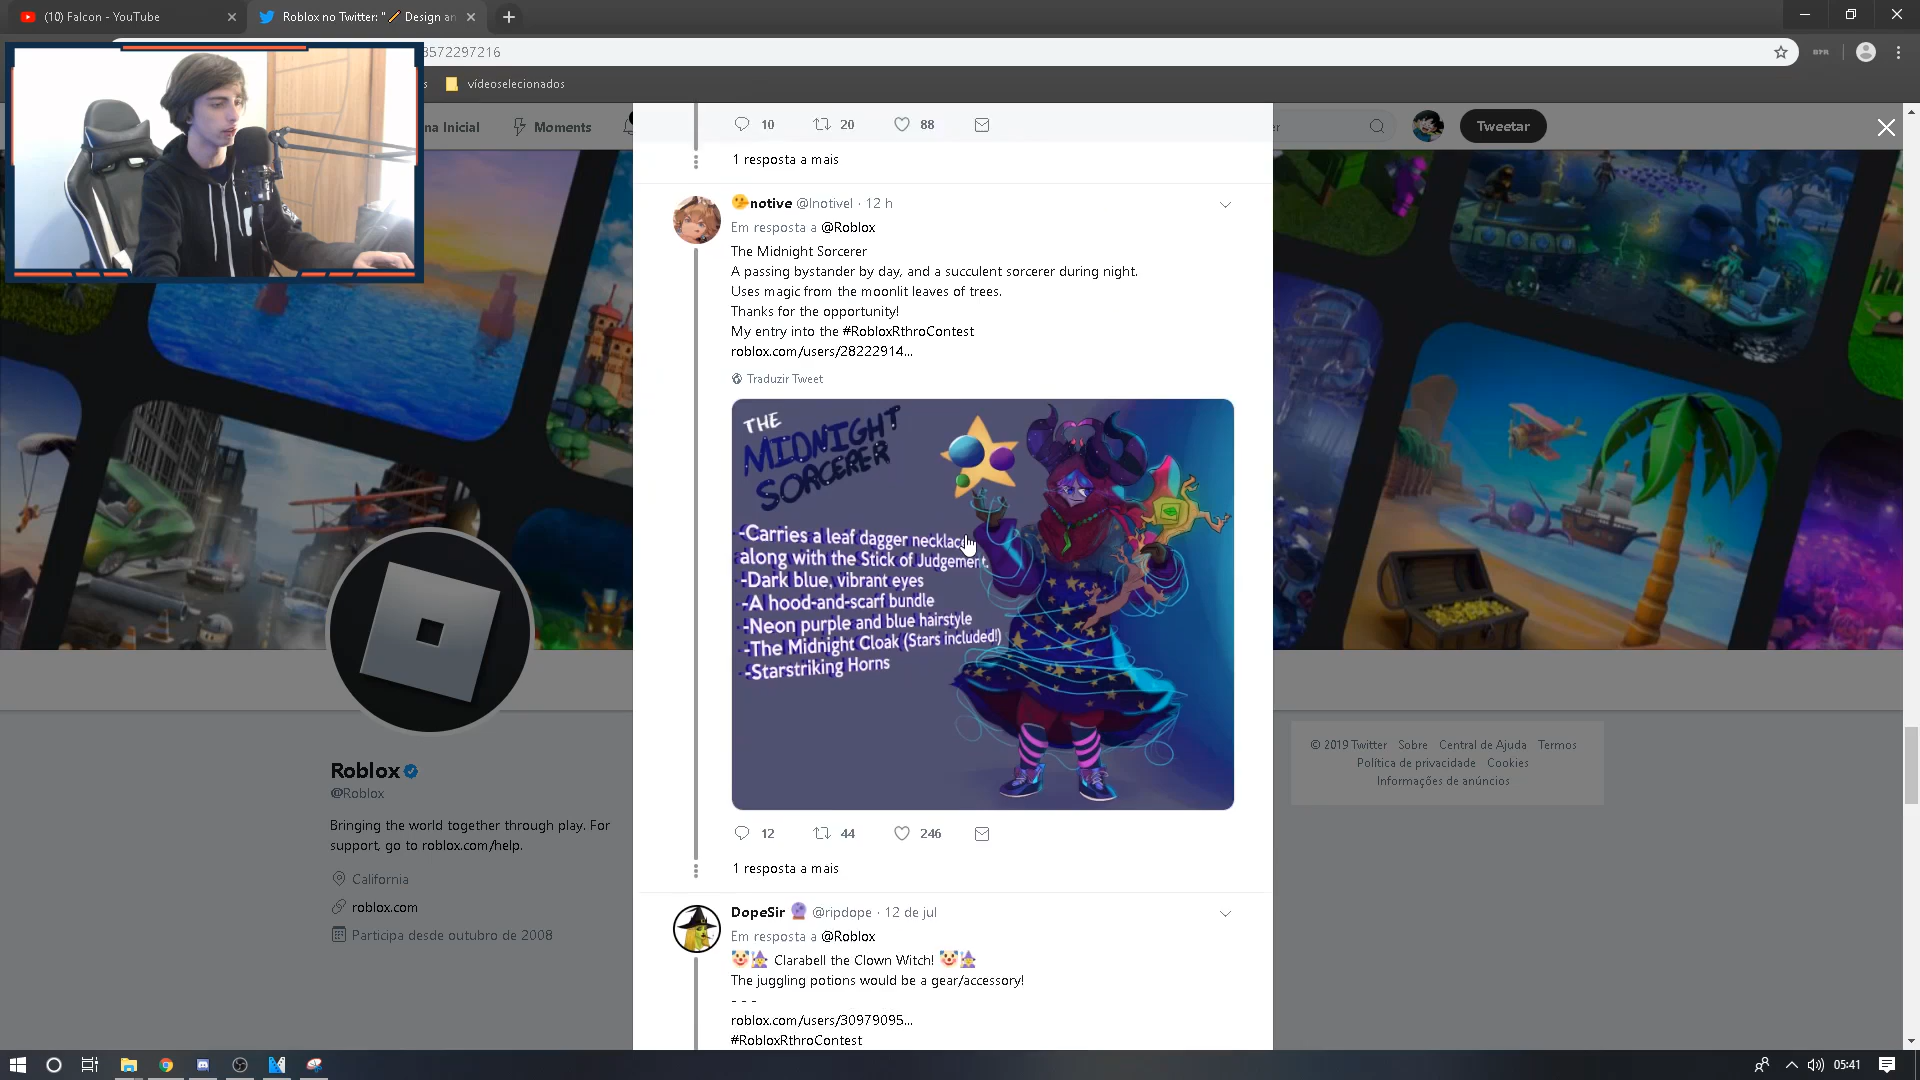 (10) Falcon - YouTube
Roblox no Twitter: "🖍 Design an
3572297216
vídeoselecionados
na Inicial
Moments
Tweetar
10
20
88
1 resposta a mais
notive @lnotivel · 12 h
Em resposta a @Roblox
The Midnight Sorcerer
A passing bystander by day, and a succulent sorcerer during night.
Uses magic from the moonlit leaves of trees.
Thanks for the opportunity!
My entry into the #RobloxRthroContest
roblox.com/users/28222914...
Traduzir Tweet
THE
MIDNIGHT
SORCERER
-Carries a leaf dagger necklace
along with the Stick of Judgement.
-Dark blue, vibrant eyes
-A hood-and-scarf bundle
-Neon purple and blue hairstyle
-The Midnight Cloak (Stars included!)
-Starstriking Horns
12
44
246
1 resposta a mais
DopeSir 🔮 @ripdope · 12 de jul
Em resposta a @Roblox
🤡🧙‍♀️ Clarabell the Clown Witch! 🤡🧙‍♀️
The juggling potions would be a gear/accessory!
- - -
roblox.com/users/30979095...
#RobloxRthroContest
Roblox
@Roblox
Bringing the world together through play. For
support, go to roblox.com/help.
California
roblox.com
Participa desde outubro de 2008
© 2019 Twitter Sobre Central de Ajuda Termos
Política de privacidade Cookies
Informações de anúncios
05:41